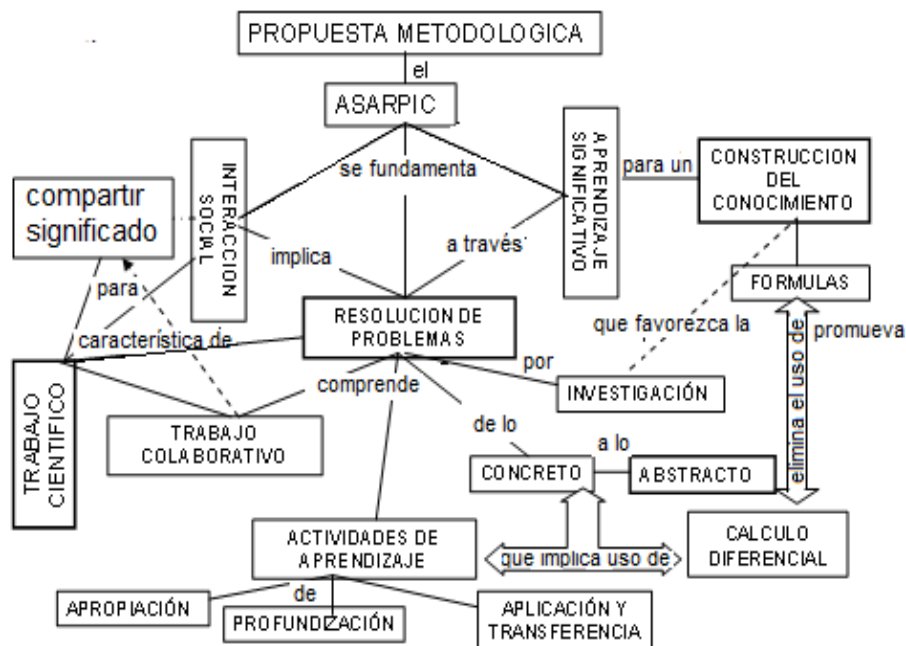 PROPUESTA METODOLOGICA
el
ASARPIC
se fundamenta
INTERACCION
SOCIAL
APRENDIZAJE
SIGNIFICATIVO
para un
CONSTRUCCION
DEL
CONOCIMIENTO
compartir
significado
implica
a través
FORMULAS
para
característica de
RESOLUCION DE
PROBLEMAS
que favorezca la
elimina el uso de
promueva
por
INVESTIGACIÓN
comprende
TRABAJO
CIENTIFICO
TRABAJO
COLABORATIVO
de lo
CONCRETO
a lo
ABSTRACTO
ACTIVIDADES DE
APRENDIZAJE
que implica uso de
CALCULO
DIFERENCIAL
APROPIACIÓN
de
PROFUNDIZACIÓN
APLICACIÓN Y
TRANSFERENCIA